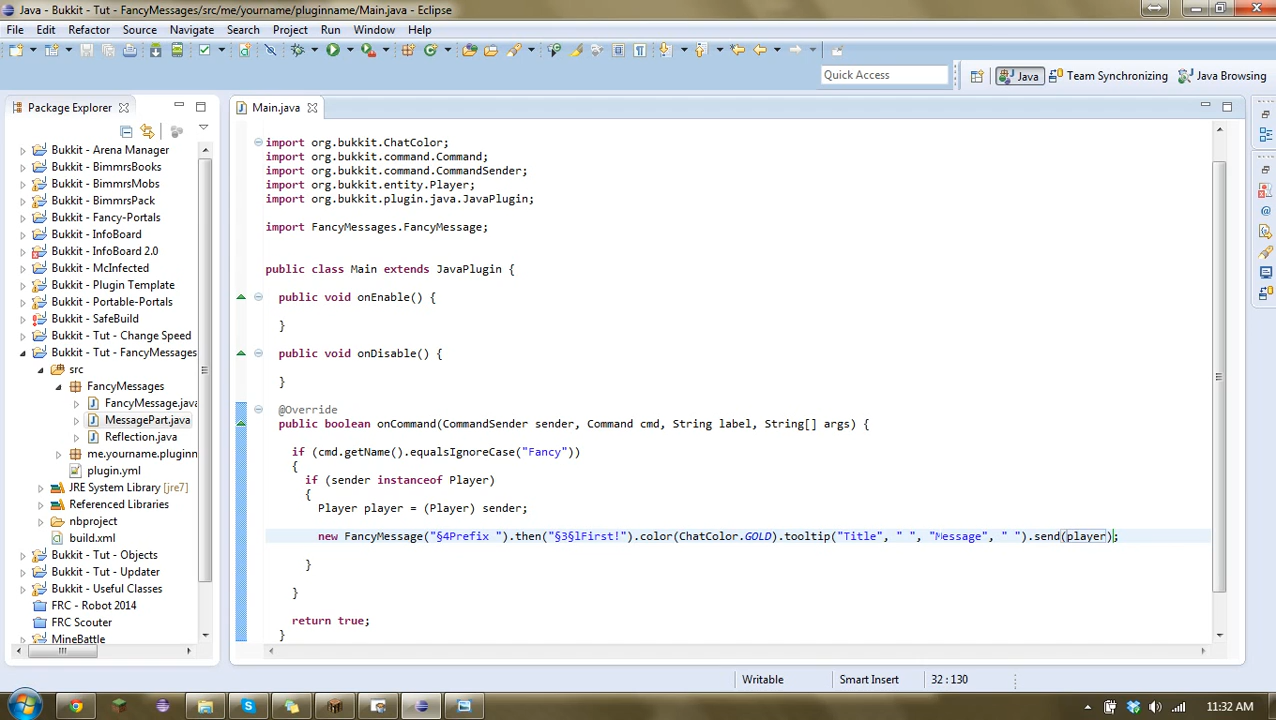 Java - Bukkit - Tut - FancyMessages/src/me/yourname/pluginname/Main.java - Eclipse
File Edit Refactor Source Navigate Search Project Run Window Help
Quick Access
Java Team Synchronizing Java Browsing
Package Explorer
Bukkit - Arena Manager
Bukkit - BimmrsBooks
Bukkit - BimmrsMobs
Bukkit - BimmrsPack
Bukkit - Fancy-Portals
Bukkit - InfoBoard
Bukkit - InfoBoard 2.0
Bukkit - McInfected
Bukkit - Plugin Template
Bukkit - Portable-Portals
Bukkit - SafeBuild
Bukkit - Tut - Change Speed
Bukkit - Tut - FancyMessages
src
FancyMessages
FancyMessage.java
MessagePart.java
Reflection.java
me.yourname.pluginn
plugin.yml
JRE System Library [jre7]
Referenced Libraries
nbproject
build.xml
Bukkit - Tut - Objects
Bukkit - Tut - Updater
Bukkit - Useful Classes
FRC - Robot 2014
FRC Scouter
MineBattle
Main.java
import org.bukkit.ChatColor;
import org.bukkit.command.Command;
import org.bukkit.command.CommandSender;
import org.bukkit.entity.Player;
import org.bukkit.plugin.java.JavaPlugin;
import FancyMessages.FancyMessage;
public class Main extends JavaPlugin {
public void onEnable() {
}
public void onDisable() {
}
@Override
public boolean onCommand(CommandSender sender, Command cmd, String label, String[] args) {
if (cmd.getName().equalsIgnoreCase("Fancy"))
{
if (sender instanceof Player)
{
Player player = (Player) sender;
new FancyMessage("§4Prefix ").then("§3§lFirst!").color(ChatColor.GOLD).tooltip("Title", " ", "Message", " ").send(player);
}
}
return true;
}
Writable Smart Insert 32 : 130
11:32 AM